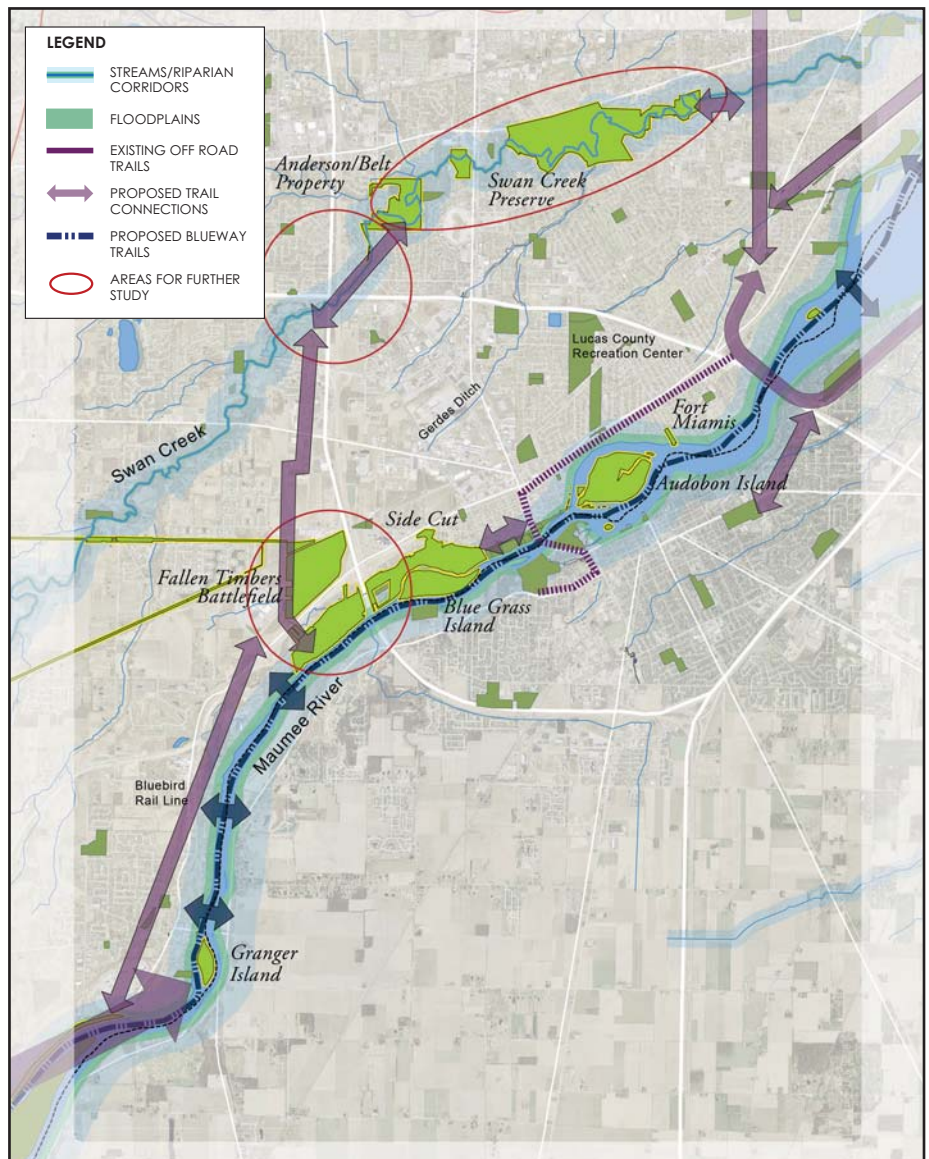 LEGEND
STREAMS/RIPARIAN
CORRIDORS
FLOODPLAINS
EXISTING OFF ROAD
TRAILS
PROPOSED TRAIL
CONNECTIONS
PROPOSED BLUEWAY
TRAILS
AREAS FOR FURTHER
STUDY
Anderson/Belt
Property
Swan Creek
Preserve
Lucas County
Recreation Center
Gerdes Ditch
Fort
Miamis
Swan Creek
Audobon Island
Side Cut
Fallen Timbers
Battlefield
Blue Grass
Island
Maumee River
Bluebird
Rail Line
Granger
Island